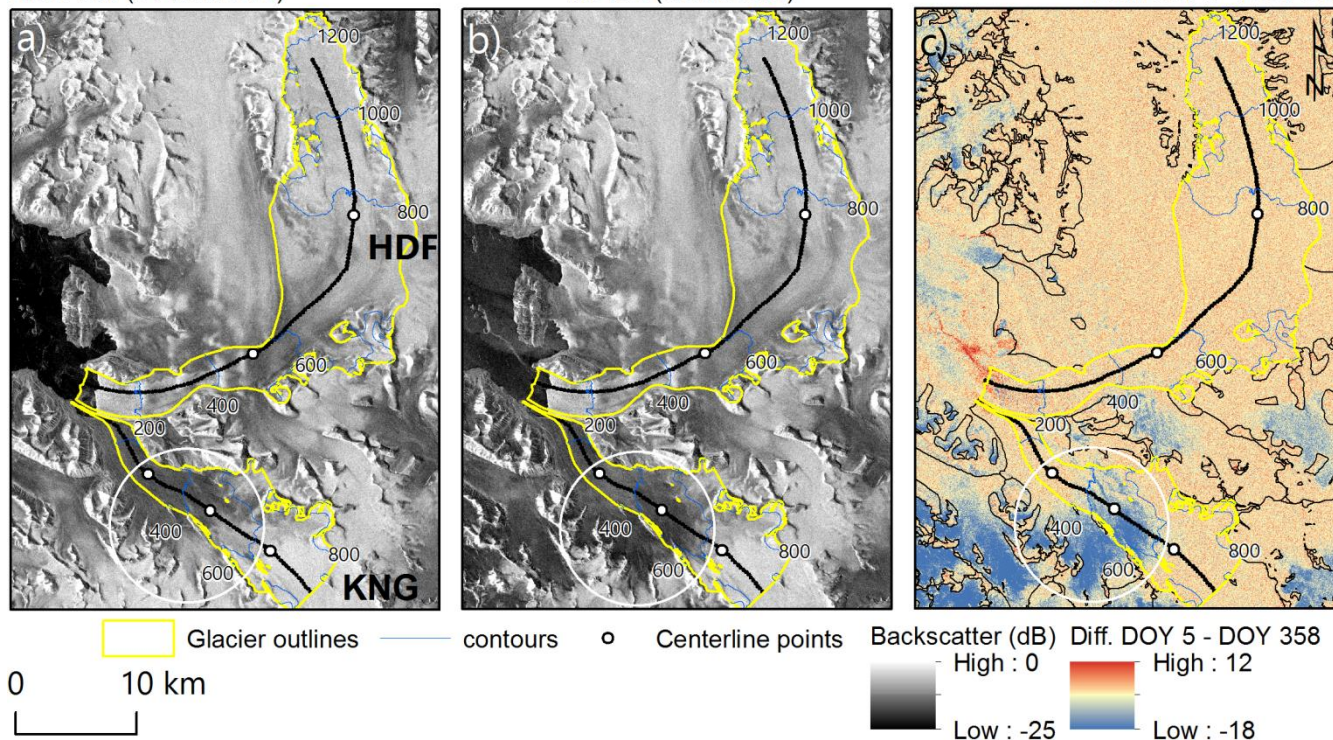 a)
1200
1000
800
HDF
600
400
200
400
600
800
KNG
b)
1200
1000
800
600
400
200
400
600
800
c)
N
1200
1000
800
600
400
200
400
600
800
Glacier outlines
contours
Centerline points
Backscatter (dB)
High : 0
Low : -25
Diff. DOY 5 - DOY 358
High : 12
Low : -18
0 10 km